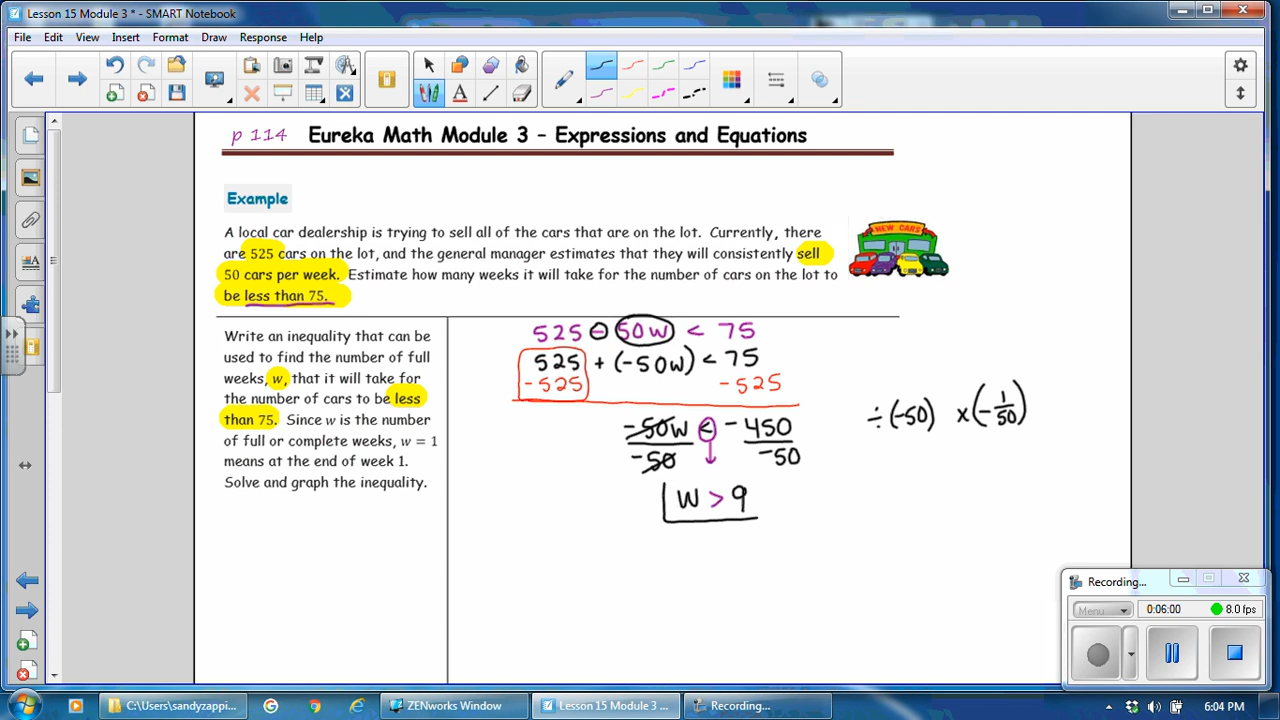 Lesson 15 Module 3 * - SMART Notebook
File Edit View Insert Format Draw Response Help
p 114 Eureka Math Module 3 – Expressions and Equations
Example
A local car dealership is trying to sell all of the cars that are on the lot. Currently, there
are 525 cars on the lot, and the general manager estimates that they will consistently sell
50 cars per week. Estimate how many weeks it will take for the number of cars on the lot to
be less than 75.
NEW CARS
Write an inequality that can be
used to find the number of full
weeks, w, that it will take for
the number of cars to be less
than 75. Since w is the number
of full or complete weeks, w = 1
means at the end of week 1.
Solve and graph the inequality.
525 - 50w < 75
525 + (-50w) < 75
-525 -525
-50w < -450
-50 -50
w > 9
÷(-50) x(-1/50)
Recording...
Menu 0:06:00 8.0 fps
C:\Users\sandyzappi... ZENworks Window Lesson 15 Module 3 ... Recording... 6:04 PM